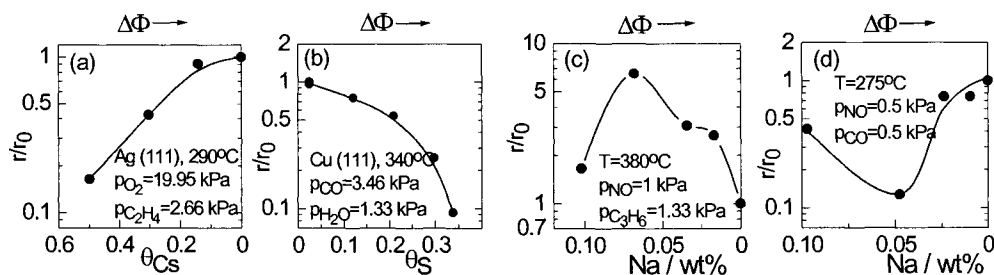 ΔΦ →
(a)
1
0.5
0.1
r/r0
Ag (111), 290ºC
pO2=19.95 kPa
pC2H4=2.66 kPa
0.6 0.4 0.2 0
θCs
ΔΦ →
(b)
2
1
0.5
0.1
r/r0
Cu (111), 340ºC
pCO=3.46 kPa
pH2O=1.33 kPa
0 0.1 0.2 0.3
θS
ΔΦ →
(c)
10
5
1
0.7
r/r0
T=380ºC
pNO=1 kPa
pC3H6=1.33 kPa
0.10 0.05 0
Na / wt%
ΔΦ →
(d)
2
1
0.5
0.1
r/r0
T=275ºC
pNO=0.5 kPa
pCO=0.5 kPa
0.10 0.05 0
Na / wt%